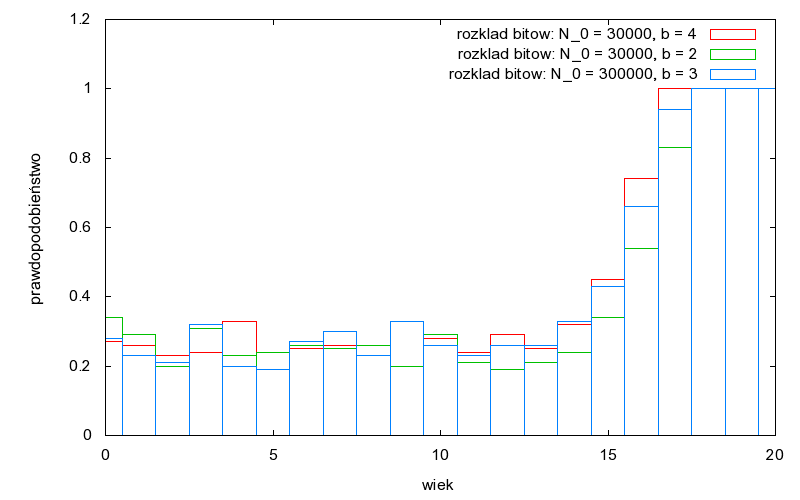 1.2
rozklad bitow: N_0 = 30000, b = 4
rozklad bitow: N_0 = 30000, b = 2
rozklad bitow: N_0 = 300000, b = 3
1
0.8
0.6
0.4
0.2
0
prawdopodobieństwo
0 5 10 15 20
wiek